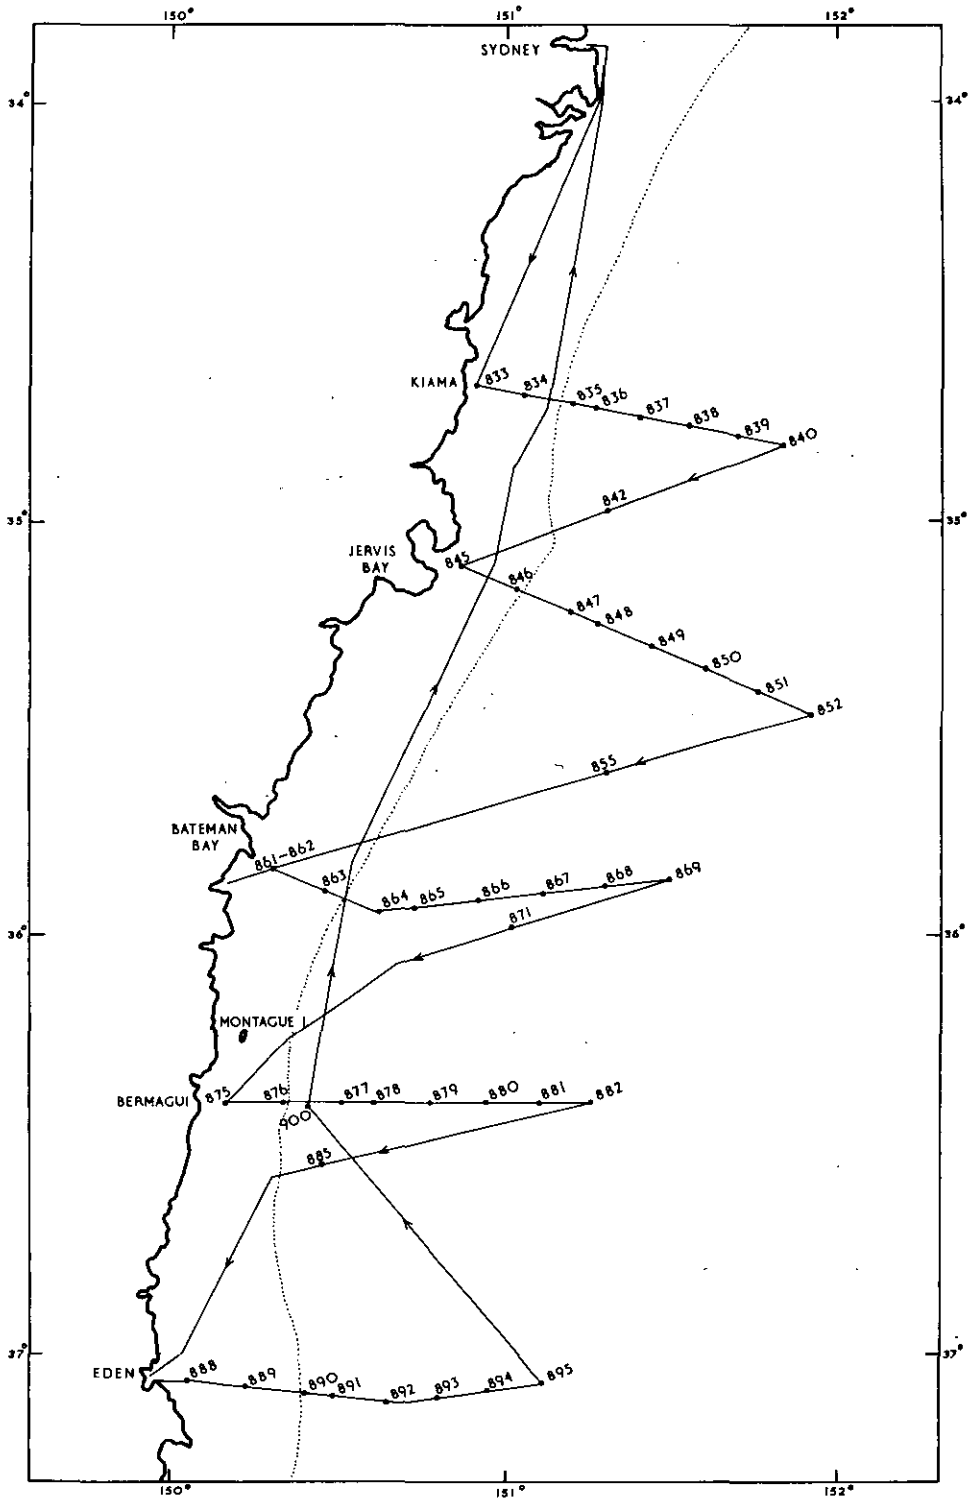 150° 151° 152°
SYDNEY
34° 34°
KIAMA 833 834 835 836 837 838 839 840
842
35° 35°
JERVIS
BAY
845 846 847 848 849 850 851 852
855
BATEMAN
BAY
861-862 863 864 865 866 867 868 869
871
36° 36°
MONTAGUE I
BERMAGUI 875 876 877 878 879 880 881 882
900
885
37° 37°
EDEN 888 889 890 891 892 893 894 895
150° 151° 152°